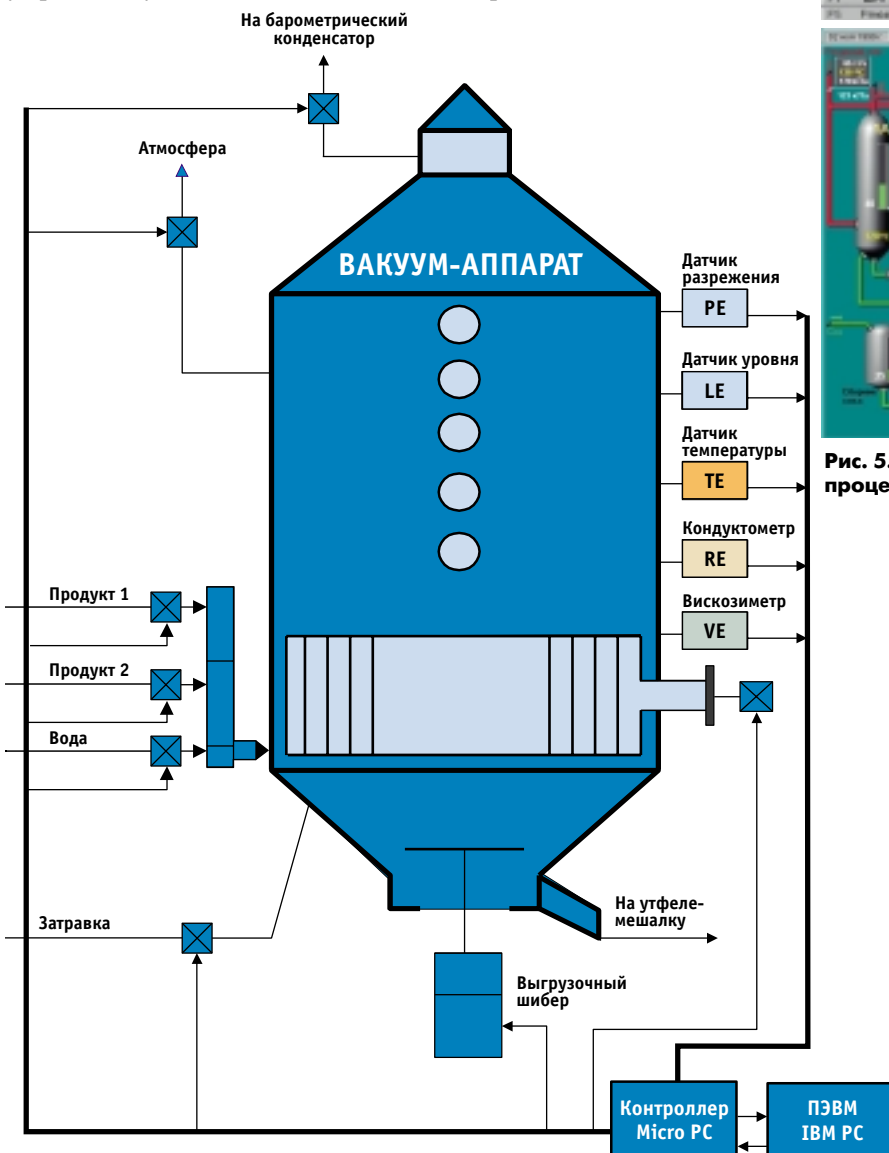 На барометрический
конденсатор
Атмосфера
ВАКУУМ-АППАРАТ
Датчик
разрежения
PE
Датчик уровня
LE
Датчик
температуры
TE
Кондуктометр
RE
Вискозиметр
VE
Рис. 5.
проце
Продукт 1
Продукт 2
Вода
Затравка
На утфеле-
мешалку
Выгрузочный
шибер
Контроллер
Micro PC
ПЭВМ
IBM PC